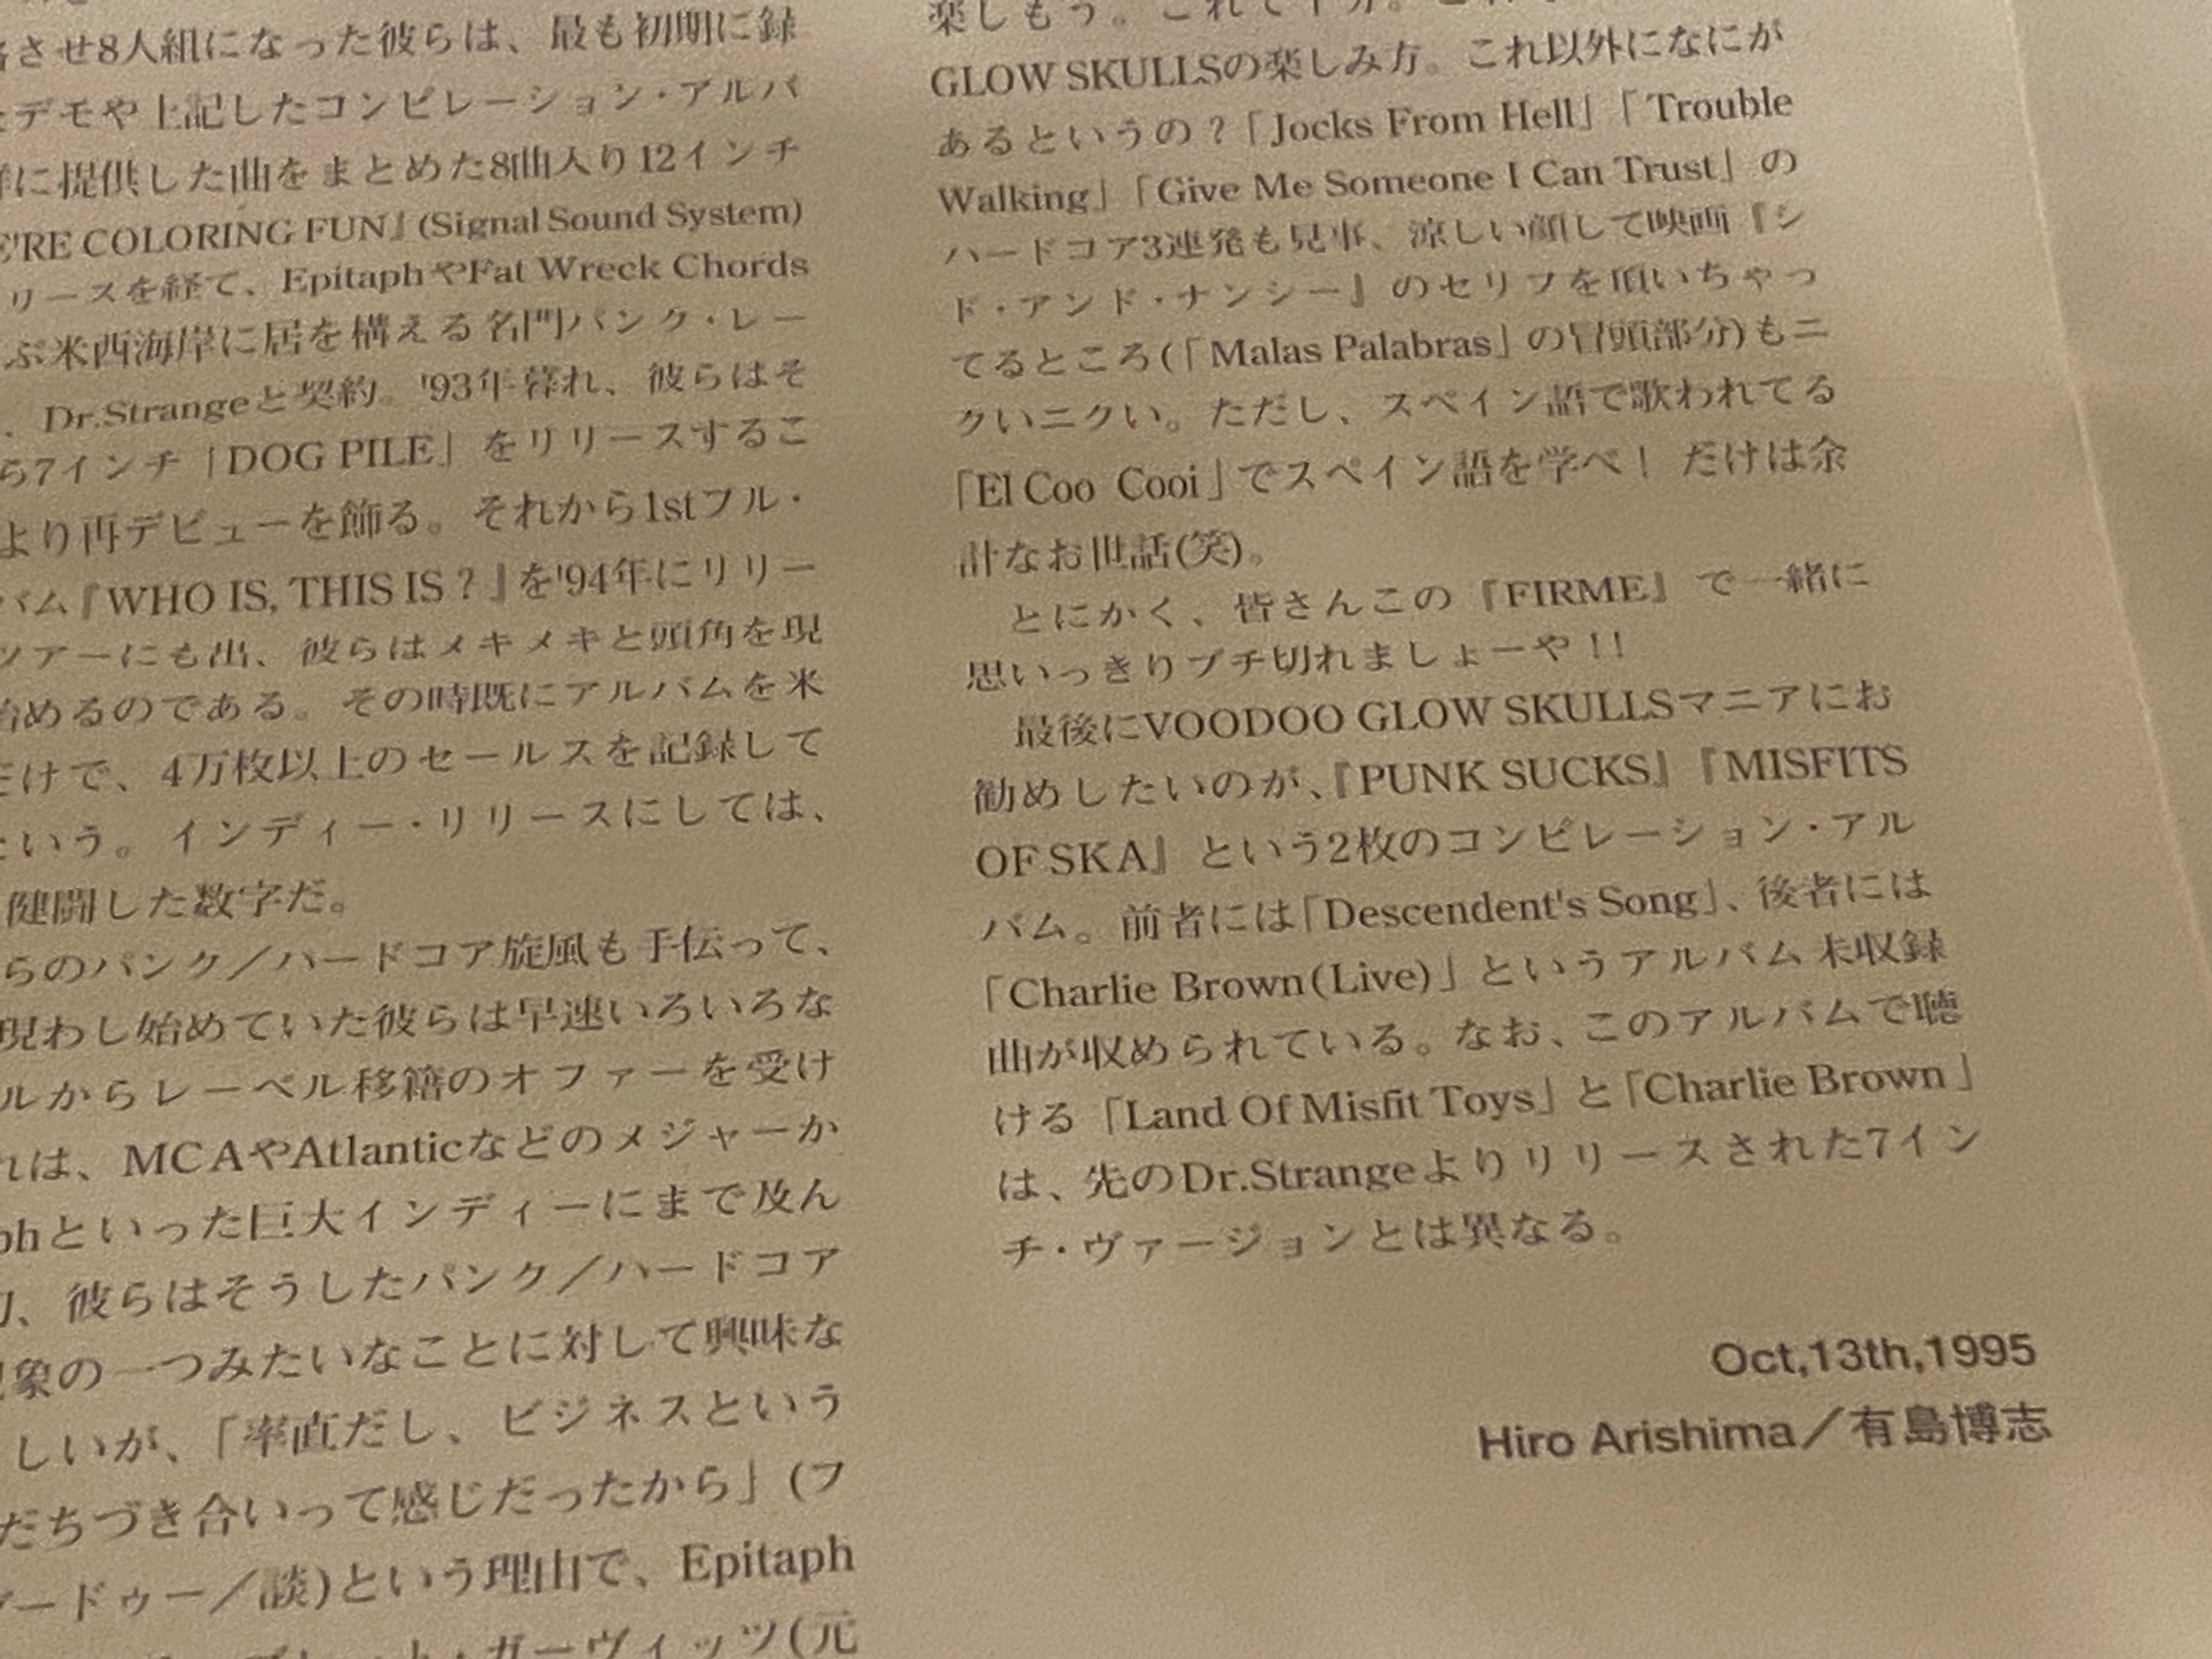 させ8人組になった彼らは、最も初期に録
デモや上記したコンピレーション・アルバ
に提供した曲をまとめた8曲入り12インチ
E'RE COLORING FUN』(Signal Sound System)
リースを経て、EpitaphやFat Wreck Chords
ぶ米西海岸に居を構える名門パンク・レー
、Dr.Strangeと契約。'93年暮れ、彼らはそ
ら7インチ「DOG PILE」をリリースするこ
より再デビューを飾る。それから1stフル・
バム『WHO IS, THIS IS ? 』を'94年にリリー
ツアーにも出、彼らはメキメキと頭角を現
始めるのである。その時既にアルバムを米
だけで、4万枚以上のセールスを記録して
いう。インディー・リリースにしては、
健闘した数字だ。
らのパンク／ハードコア旋風も手伝って、
現わし始めていた彼らは早速いろいろな
ルからレーベル移籍のオファーを受け
れは、MCAやAtlanticなどのメジャーか
phといった巨大インディーにまで及ん
、彼らはそうしたパンク／ハードコア
象の一つみたいなことに対して興味な
しいが、「率直だし、ビジネスという
だちづき合いって感じだったから」(フ
ードゥー／談)という理由で、Epitaph
ガーヴィッツ(元
楽しもう。これで十分。
GLOW SKULLSの楽しみ方。これ以外になにが
あるというの？「Jocks From Hell」「Trouble
Walking」「Give Me Someone I Can Trust」の
ハードコア3連発も見事、涼しい顔して映画『シ
ド・アンド・ナンシー』のセリフを頂いちゃっ
てるところ(「Malas Palabras」の冒頭部分)もニ
クいニクい。ただし、スペイン語で歌われてる
「El Coo Cooi」でスペイン語を学べ！ だけは余
計なお世話(笑)。
とにかく、皆さんこの『FIRME』で一緒に
思いっきりブチ切れましょーや!!
最後にVOODOO GLOW SKULLSマニアにお
勧めしたいのが、『PUNK SUCKS』『MISFITS
OF SKA』という2枚のコンピレーション・アル
バム。前者には「Descendent's Song」、後者には
「Charlie Brown(Live)」というアルバム未収録
曲が収められている。なお、このアルバムで聴
ける「Land Of Misfit Toys」と「Charlie Brown」
は、先のDr.Strangeよりリリースされた7イン
チ・ヴァージョンとは異なる。
Oct,13th,1995
Hiro Arishima／有島博志